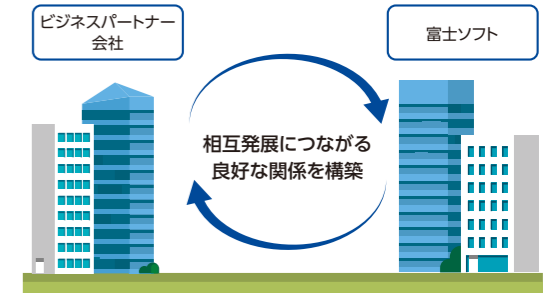 ビジネスパートナー
会社
富士ソフト
相互発展につながる
良好な関係を構築